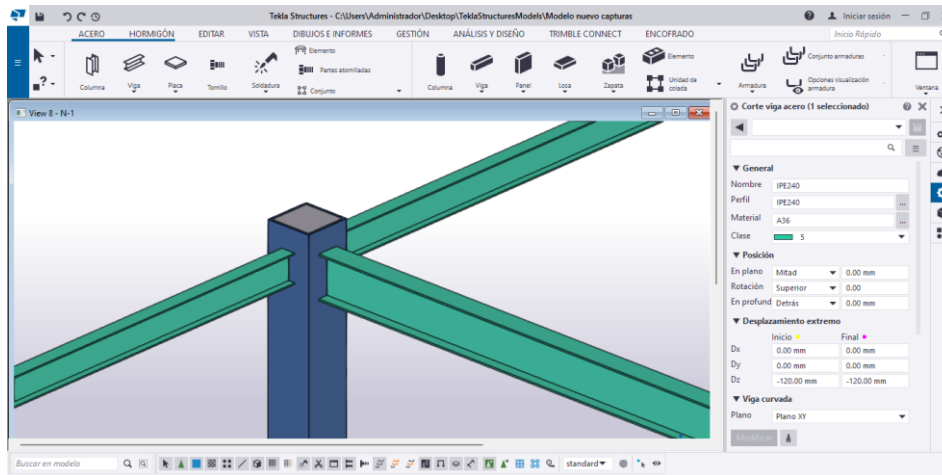 Tekla Structures - C:\Users\Administrador\Desktop\TeklaStructuresModels\Modelo nuevo capturas
Iniciar sesión
ACERO HORMIGÓN EDITAR VISTA DIBUJOS E INFORMES GESTIÓN ANÁLISIS Y DISEÑO TRIMBLE CONNECT ENCOFRADO Inicio Rápido
Elemento
Partes atornilladas
Conjunto
Columna Viga Placa Tornillo Soldadura
Columna Viga Panel Losa Zapata
Elemento
Unidad de colada
Armadura
Conjunto armaduras
Opciones visualización armadura
Ventana
View 8 - N-1
Corte viga acero (1 seleccionado)
General
Nombre IPE240
Perfil IPE240 ...
Material A36 ...
Clase 5
Posición
En plano Mitad 0.00 mm
Rotación Superior 0.00
En profund Detrás 0.00 mm
Desplazamiento extremo
Inicio Final
Dx 0.00 mm 0.00 mm
Dy 0.00 mm 0.00 mm
Dz -120.00 mm -120.00 mm
Viga curvada
Plano Plano XY
Modificar
Buscar en modelo
standard